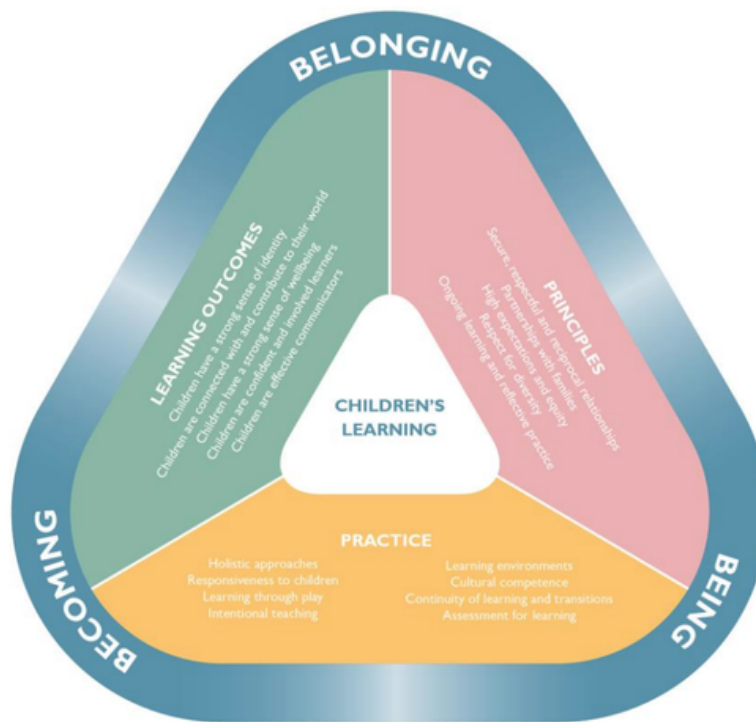 BELONGING
LEARNING OUTCOMES
Children have a strong sense of identity
Children are connected with and contribute to their world
Children have a strong sense of wellbeing
Children are confident and involved learners
Children are effective communicators
PRINCIPLES
Secure, respectful and reciprocal relationships
Partnerships with families
High expectations and equity
Respect for diversity
Ongoing learning and reflective practice
CHILDREN'S
LEARNING
PRACTICE
Holistic approaches
Responsiveness to children
Learning through play
Intentional teaching
Learning environments
Cultural competence
Continuity of learning and transitions
Assessment for learning
BECOMING
BEING